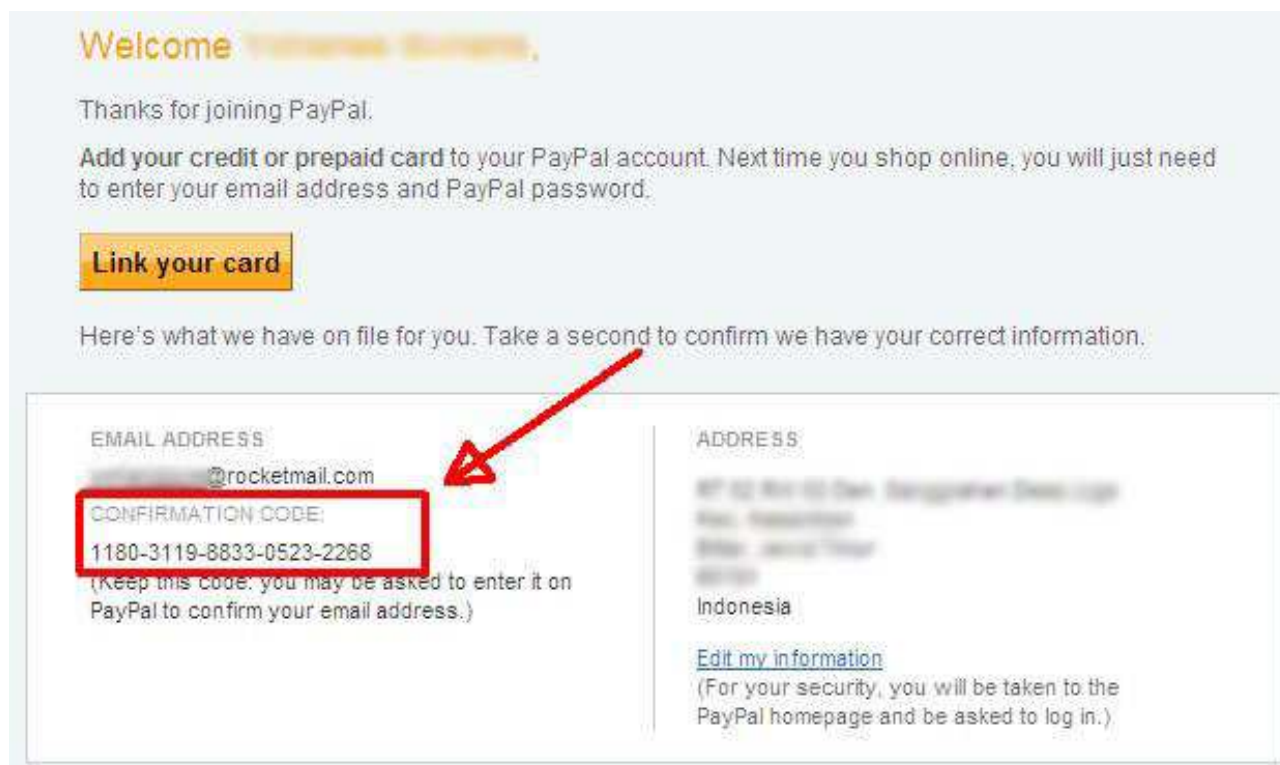 Welcome
Thanks for joining PayPal.
Add your credit or prepaid card to your PayPal account. Next time you shop online, you will just need
to enter your email address and PayPal password.
Link your card
Here's what we have on file for you. Take a second to confirm we have your correct information.
EMAIL ADDRESS
@rocketmail.com
CONFIRMATION CODE:
1180-3119-8833-0523-2268
(Keep this code: you may be asked to enter it on
PayPal to confirm your email address.)
ADDRESS
Indonesia
Edit my information
(For your security, you will be taken to the
PayPal homepage and be asked to log in.)